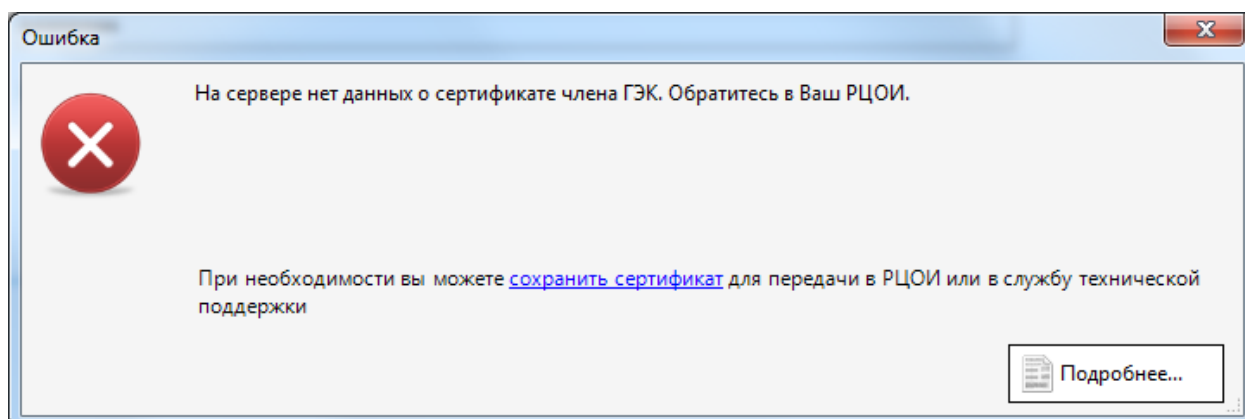 Ошибка
На сервере нет данных о сертификате члена ГЭК. Обратитесь в Ваш РЦОИ.
При необходимости вы можете сохранить сертификат для передачи в РЦОИ или в службу технической
поддержки
Подробнее...